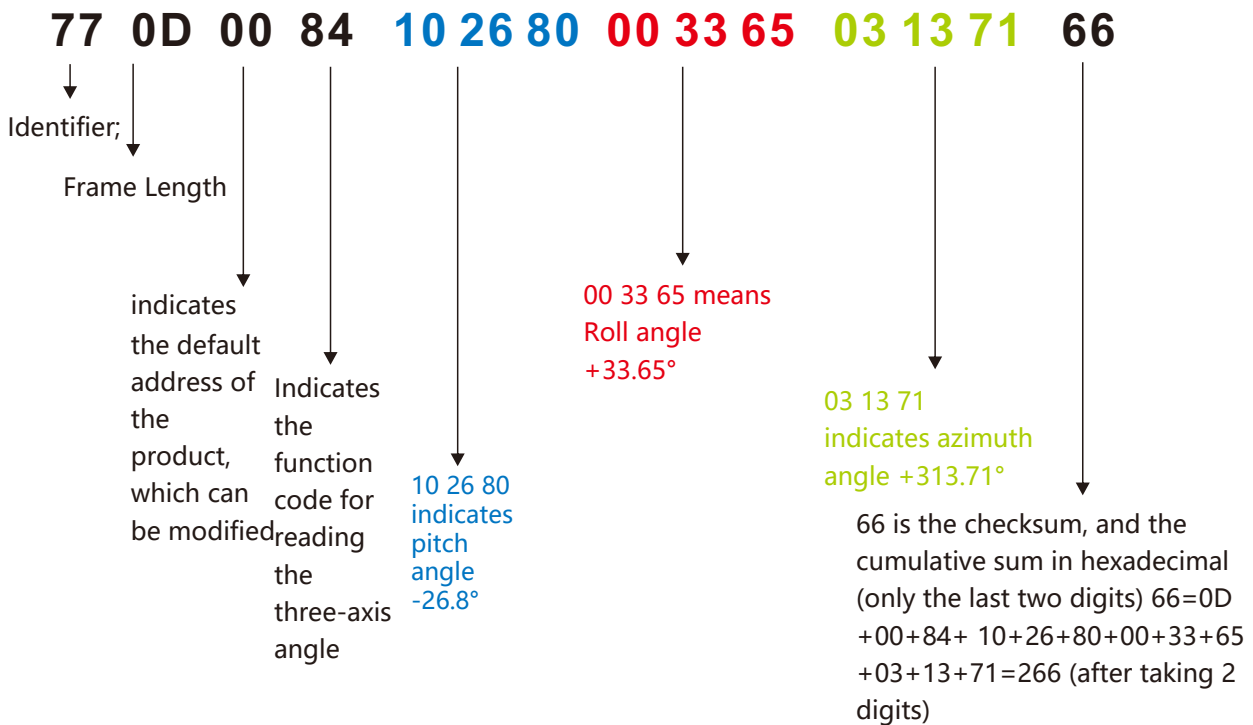 77 0D 00 84 10 26 80 00 33 65 03 13 71 66
Identifier;
Frame Length
indicates
the default
address of
the
product,
which can
be modified
Indicates
the
function
code for
reading
the
three-axis
angle
10 26 80
indicates
pitch
angle
-26.8°
00 33 65 means
Roll angle
+33.65°
03 13 71
indicates azimuth
angle +313.71°
66 is the checksum, and the
cumulative sum in hexadecimal
(only the last two digits) 66=0D
+00+84+ 10+26+80+00+33+65
+03+13+71=266 (after taking 2
digits)